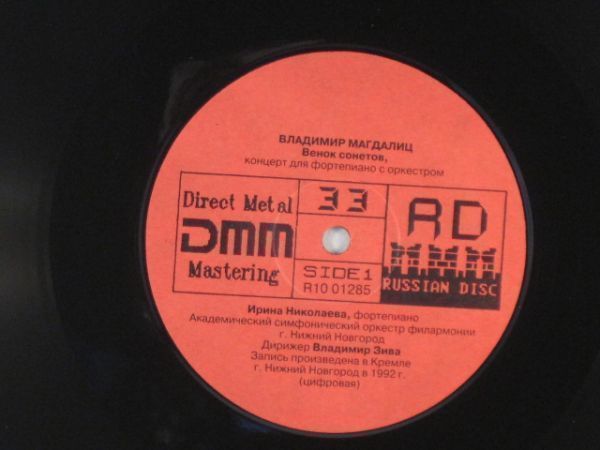 ВЛАДИМИР МАГДАЛИЦ
Венок сонетов,
концерт для фортепиано с оркестром
Direct Metal
DMM
Mastering
33
SIDE 1
R10 01285
RD
RUSSIAN DISC
Ирина Николаева, фортепиано
Академический симфонический оркестр филармонии
г. Нижний Новгород
Дирижер Владимир Зива
Запись произведена в Кремле
г. Нижний Новгород в 1992 г.
(цифровая)